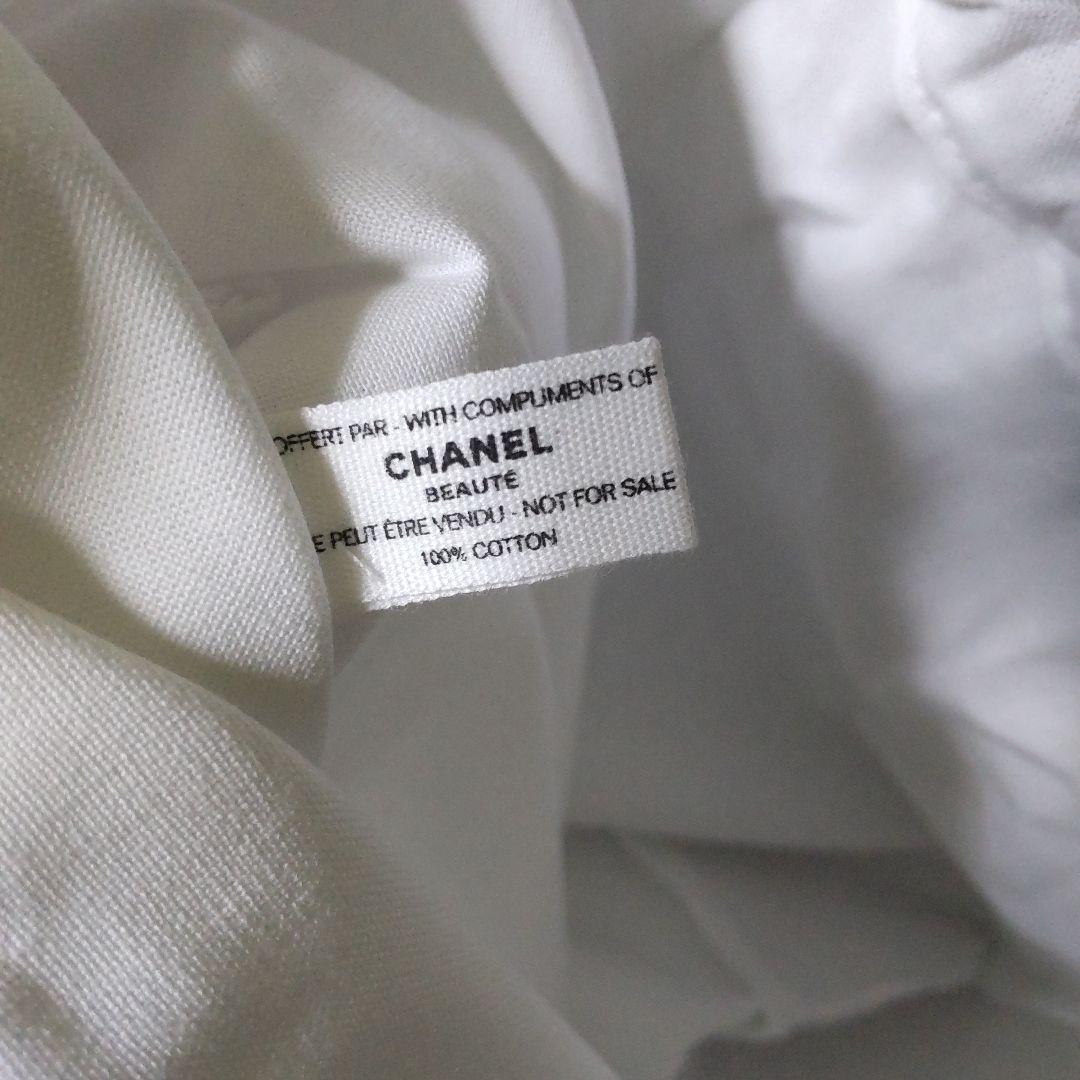 OFFERT PAR - WITH COMPLIMENTS OF
CHANEL
BEAUTÉ
E PEUT ÊTRE VENDU - NOT FOR SALE
100% COTTON